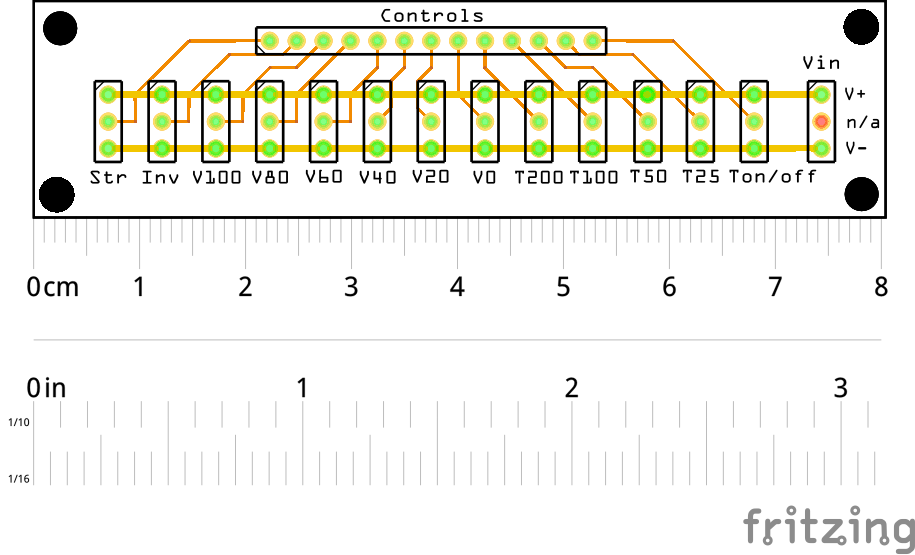 Controls
Vin
V+
n/a
V-
Str Inv V100 V80 V60 V40 V20 V0 T200 T100 T50 T25 Ton/off
0cm 1 2 3 4 5 6 7 8
0in 1 2 3
1/10
1/16
fritzing